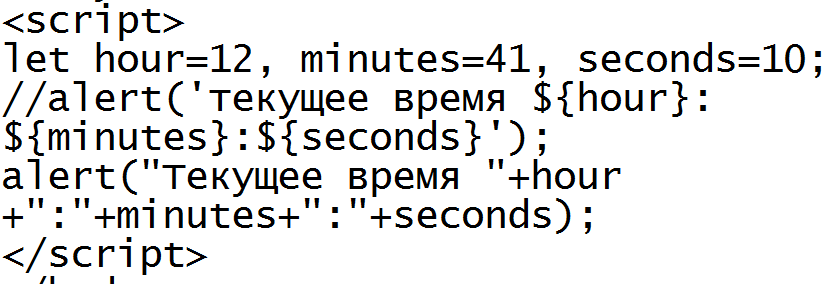 <script>
let hour=12, minutes=41, seconds=10;
//alert('текущее время ${hour}:
${minutes}:${seconds}');
alert("Текущее время "+hour
+":"+minutes+":"+seconds);
</script>